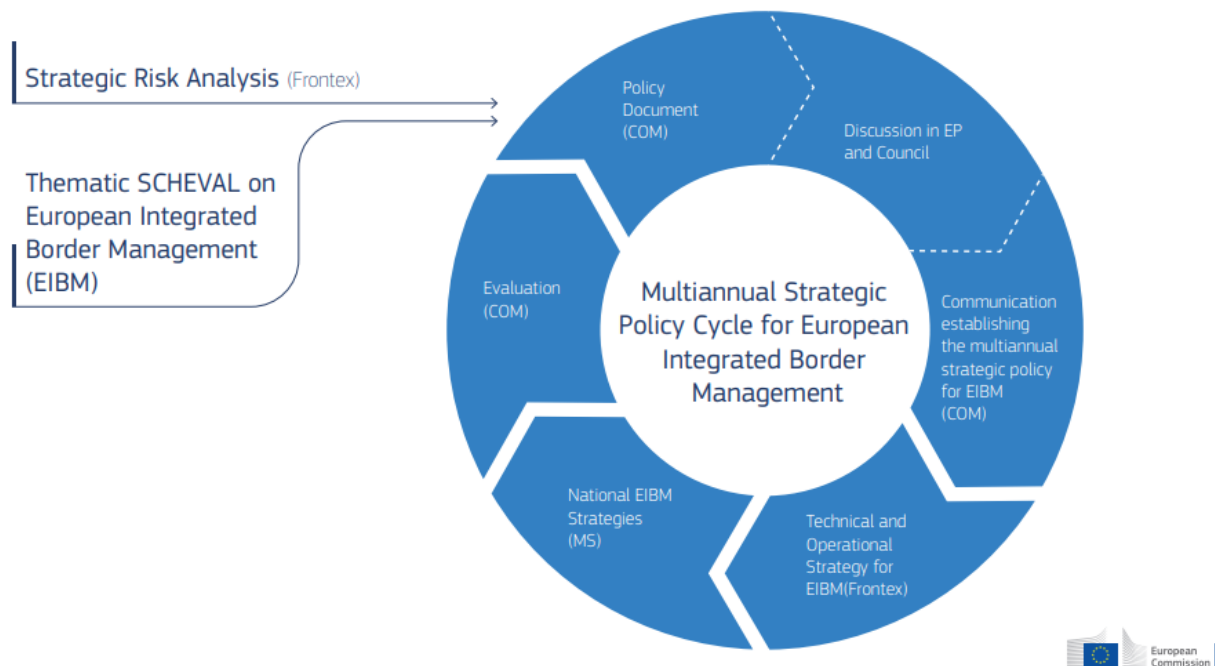 Strategic Risk Analysis (Frontex)
Thematic SCHEVAL on
European Integrated
Border Management
(EIBM)
Policy
Document
(COM)
Discussion in EP
and Council
Communication
establishing
the multiannual
strategic policy
for EIBM
(COM)
Technical and
Operational
Strategy for
EIBM(Frontex)
National EIBM
Strategies
(MS)
Evaluation
(COM)
Multiannual Strategic
Policy Cycle for European
Integrated Border
Management
European
Commission